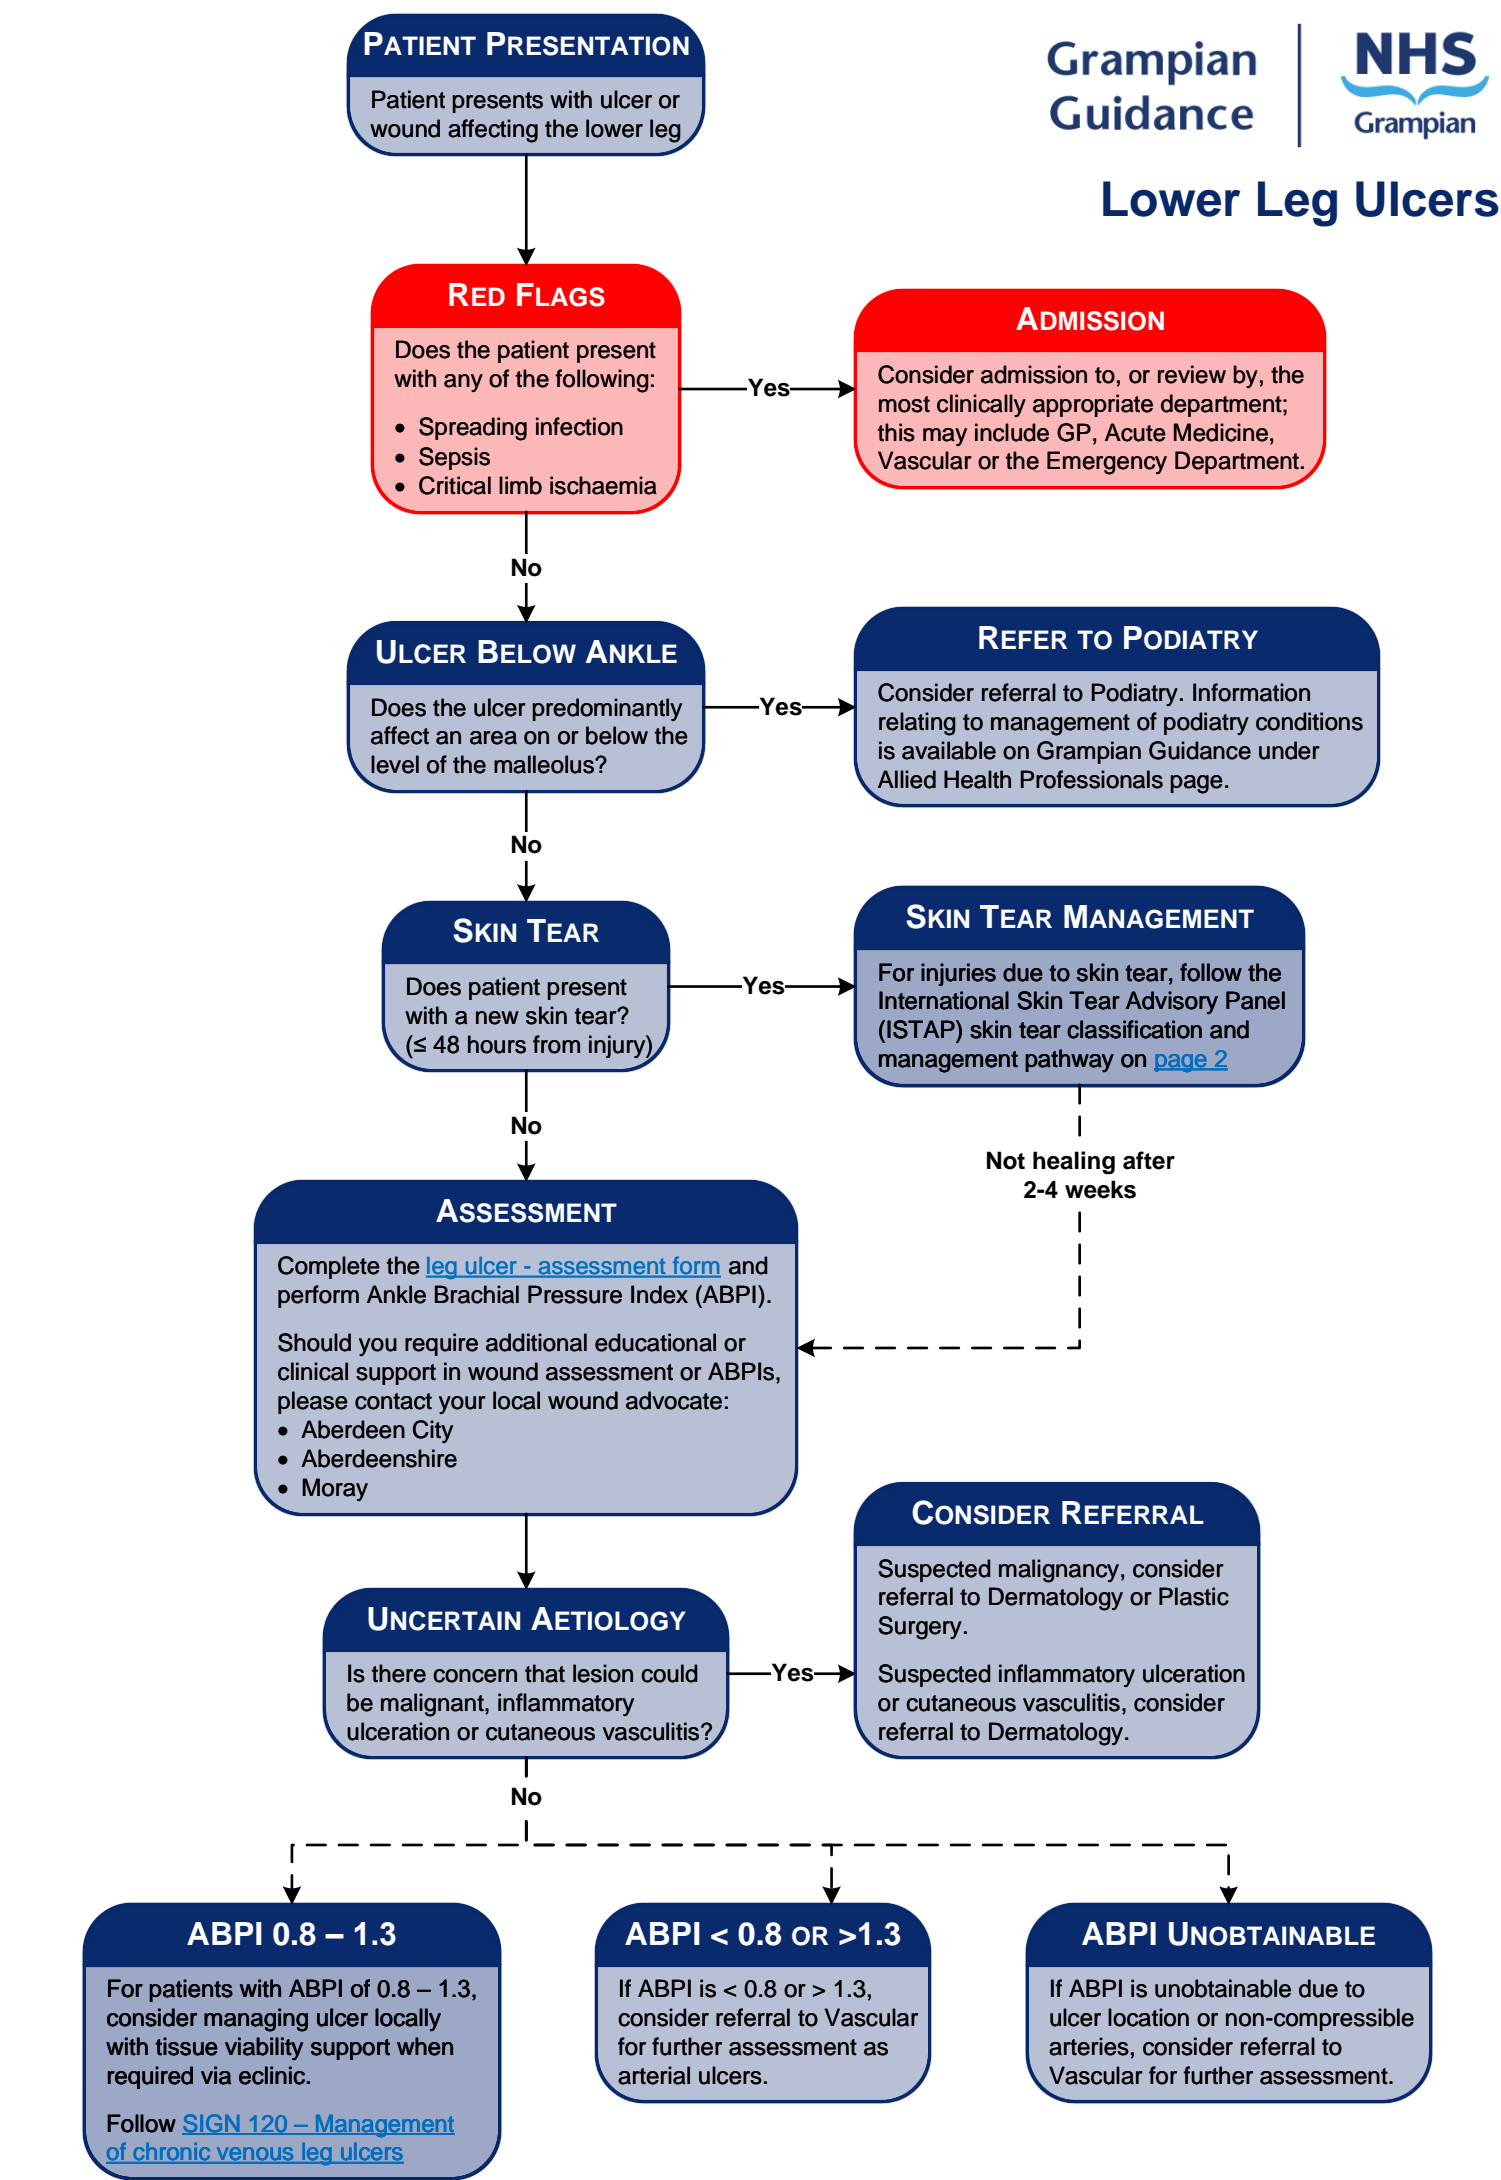 PATIENT PRESENTATION
Patient presents with ulcer or
wound affecting the lower leg
Grampian
Guidance
NHS
Grampian
Lower Leg Ulcers
RED FLAGS
Does the patient present
with any of the following:
• Spreading infection
• Sepsis
• Critical limb ischaemia
Yes
ADMISSION
Consider admission to, or review by, the
most clinically appropriate department;
this may include GP, Acute Medicine,
Vascular or the Emergency Department.
No
ULCER BELOW ANKLE
Does the ulcer predominantly
affect an area on or below the
level of the malleolus?
Yes
REFER TO PODIATRY
Consider referral to Podiatry. Information
relating to management of podiatry conditions
is available on Grampian Guidance under
Allied Health Professionals page.
No
SKIN TEAR
Does patient present
with a new skin tear?
(≤ 48 hours from injury)
Yes
SKIN TEAR MANAGEMENT
For injuries due to skin tear, follow the
International Skin Tear Advisory Panel
(ISTAP) skin tear classification and
management pathway on page 2
No
Not healing after
2-4 weeks
ASSESSMENT
Complete the leg ulcer - assessment form and
perform Ankle Brachial Pressure Index (ABPI).
Should you require additional educational or
clinical support in wound assessment or ABPIs,
please contact your local wound advocate:
• Aberdeen City
• Aberdeenshire
• Moray
UNCERTAIN AETIOLOGY
Is there concern that lesion could
be malignant, inflammatory
ulceration or cutaneous vasculitis?
Yes
CONSIDER REFERRAL
Suspected malignancy, consider
referral to Dermatology or Plastic
Surgery.
Suspected inflammatory ulceration
or cutaneous vasculitis, consider
referral to Dermatology.
No
ABPI 0.8 – 1.3
For patients with ABPI of 0.8 – 1.3,
consider managing ulcer locally
with tissue viability support when
required via eclinic.
Follow SIGN 120 – Management
of chronic venous leg ulcers
ABPI < 0.8 OR >1.3
If ABPI is < 0.8 or > 1.3,
consider referral to Vascular
for further assessment as
arterial ulcers.
ABPI UNOBTAINABLE
If ABPI is unobtainable due to
ulcer location or non-compressible
arteries, consider referral to
Vascular for further assessment.